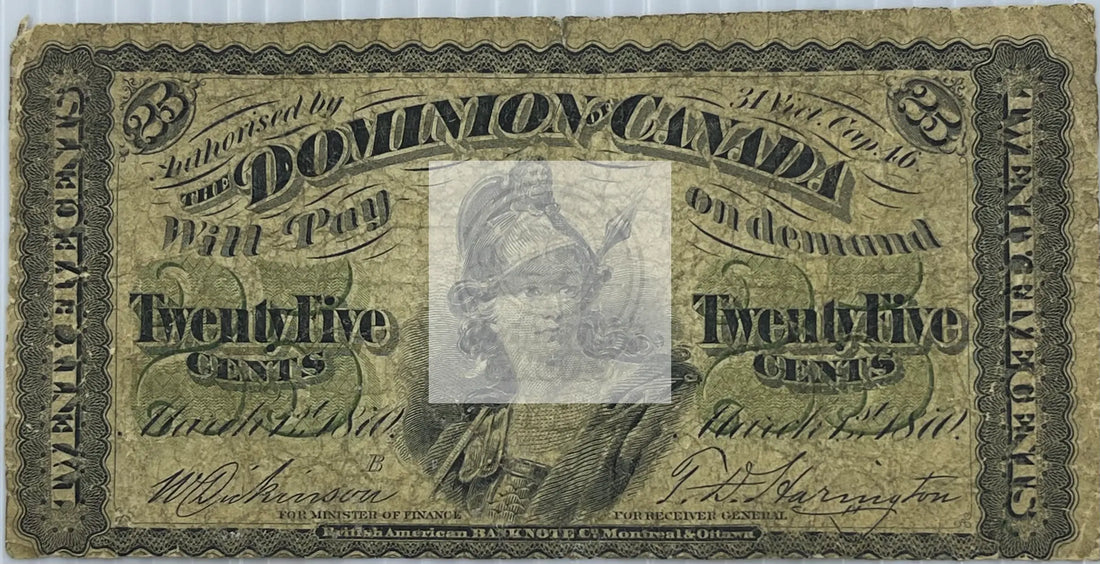 25
25
Authorised by
31 Vict. Cap. 46.
THE DOMINION OF CANADA
Will Pay
on demand
TWENTY FIVE CENTS
TWENTY FIVE CENTS
Twenty Five
CENTS
Twenty Five
CENTS
March 1st 1870.
March 1st 1870.
W Dickinson
B
T. D. Harington
FOR MINISTER OF FINANCE
FOR RECEIVER GENERAL
British American BANK NOTE Co. Montreal & Ottawa